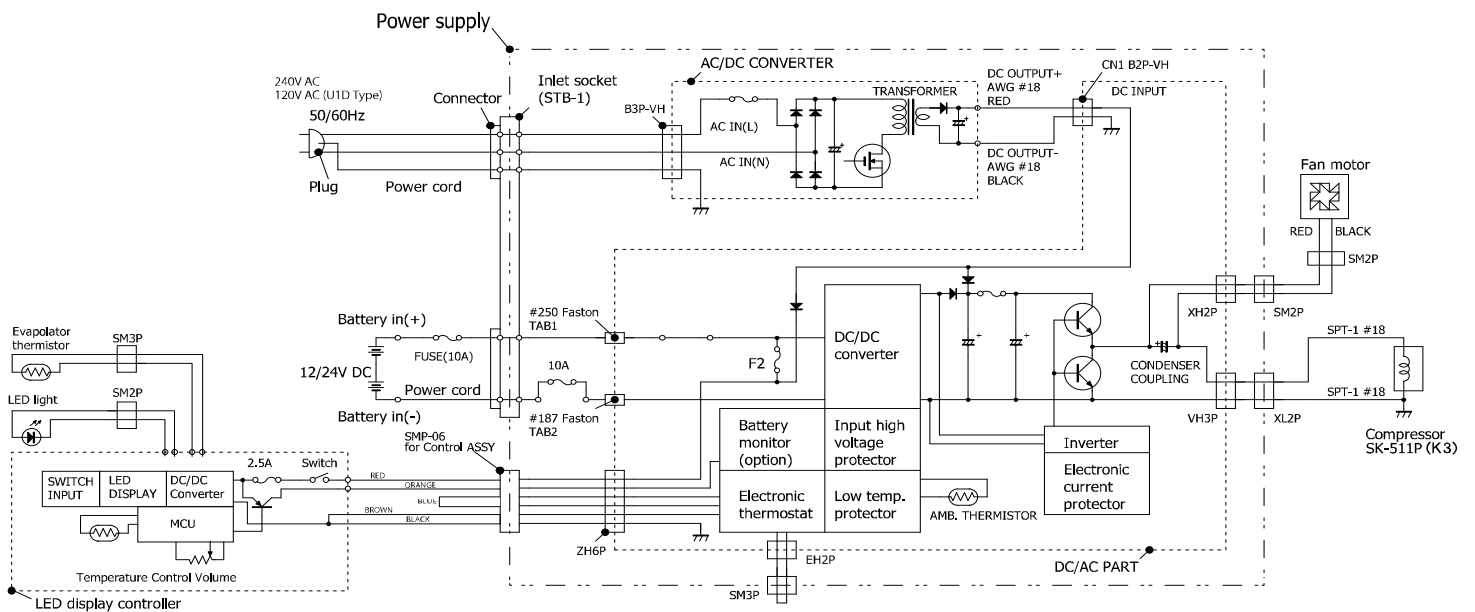 Power supply
AC/DC CONVERTER
CN1 B2P-VH
DC INPUT
240V AC
120V AC (U1D Type)
50/60Hz
Connector
Inlet socket
(STB-1)
B3P-VH
TRANSFORMER
DC OUTPUT+
AWG #18
RED
AC IN(L)
AC IN(N)
DC OUTPUT-
AWG #18
BLACK
Plug
Power cord
Fan motor
RED
BLACK
SM2P
Battery in(+)
#250 Faston
TAB1
XH2P
SM2P
Evapolator
thermistor
SM3P
FUSE(10A)
DC/DC
converter
SPT-1 #18
12/24V DC
10A
F2
CONDENSER
COUPLING
LED light
SM2P
Power cord
Battery in(-)
#187 Faston
TAB2
SPT-1 #18
VH3P
XL2P
SMP-06
for Control ASSY
Battery
monitor
(option)
Input high
voltage
protector
Inverter
Compressor
SK-511P (K3)
2.5A
Switch
SWITCH
INPUT
LED
DISPLAY
DC/DC
Converter
RED
ORANGE
BLUE
BROWN
BLACK
Electronic
thermostat
Low temp.
protector
Electronic
current
protector
AMB. THERMISTOR
MCU
ZH6P
EH2P
DC/AC PART
Temperature Control Volume
SM3P
LED display controller